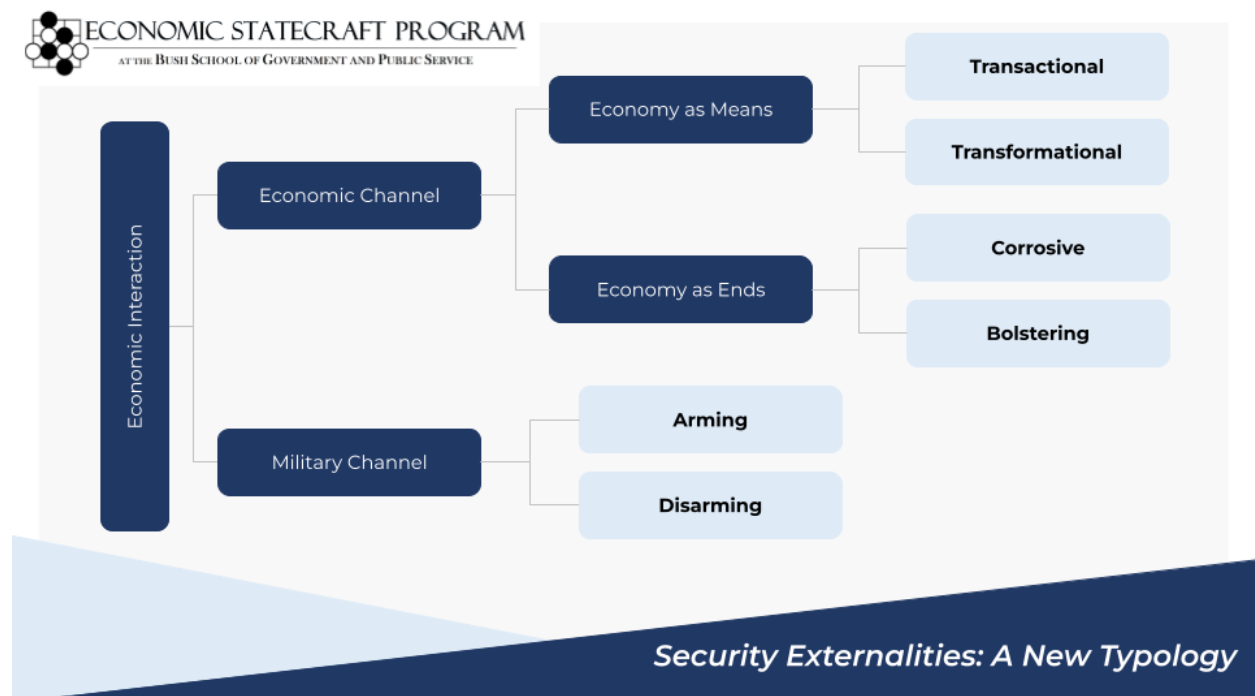 ECONOMIC STATECRAFT PROGRAM
AT THE BUSH SCHOOL OF GOVERNMENT AND PUBLIC SERVICE
Economic Interaction
Economic Channel
Economy as Means
Transactional
Transformational
Economy as Ends
Corrosive
Bolstering
Military Channel
Arming
Disarming
Security Externalities: A New Typology